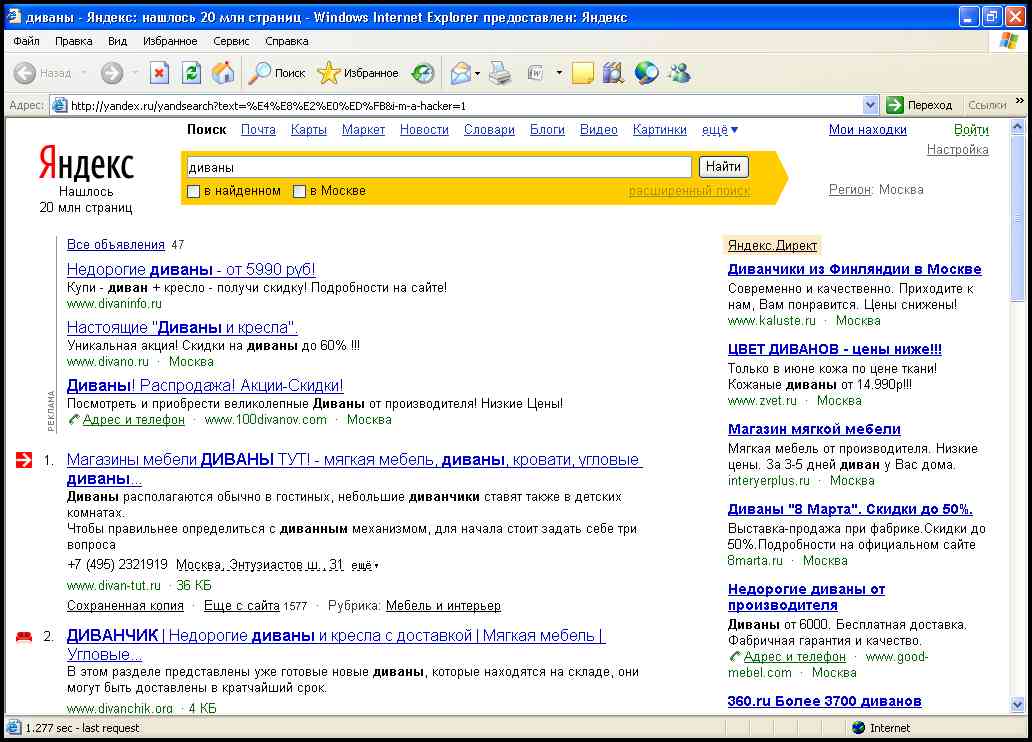 диваны - Яндекс: нашлось 20 млн страниц - Windows Internet Explorer предоставлен: Яндекс
Файл Правка Вид Избранное Сервис Справка
Назад Поиск Избранное
Адрес: http://yandex.ru/yandsearch?text=%E4%E8%E2%E0%ED%FB&i-m-a-hacker=1 Переход Ссылки »
Поиск Почта Карты Маркет Новости Словари Блоги Видео Картинки ещё ▼ Мои находки Войти
Настройка
Яндекс
Нашлось
20 млн страниц
диваны Найти
в найденном в Москве расширенный поиск
Регион: Москва
Все объявления 47
Недорогие диваны - от 5990 руб!
Купи - диван + кресло - получи скидку! Подробности на сайте!
www.divaninfo.ru
Настоящие "Диваны и кресла".
Уникальная акция! Скидки на диваны до 60% !!!
www.divano.ru · Москва
Диваны! Распродажа! Акции-Скидки!
Посмотреть и приобрести великолепные Диваны от производителя! Низкие Цены!
Адрес и телефон · www.100divanov.com · Москва
РЕКЛАМА
1. Магазины мебели ДИВАНЫ ТУТ! - мягкая мебель, диваны, кровати, угловые
диваны...
Диваны располагаются обычно в гостиных, небольшие диванчики ставят также в детских
комнатах.
Чтобы правильнее определиться с диванным механизмом, для начала стоит задать себе три
вопроса
+7 (495) 2321919 Москва, Энтузиастов ш., 31 ещё▾
www.divan-tut.ru · 36 КБ
Сохраненная копия · Еще с сайта 1577 · Рубрика: Мебель и интерьер
2. ДИВАНЧИК | Недорогие диваны и кресла с доставкой | Мягкая мебель |
Угловые...
В этом разделе представлены уже готовые новые диваны, которые находятся на складе, они
могут быть доставлены в кратчайший срок.
www.divanchik.org · 4 КБ
Яндекс.Директ
Диванчики из Финляндии в Москве
Современно и качественно. Приходите к
нам, Вам понравится. Цены снижены!
www.kaluste.ru · Москва
ЦВЕТ ДИВАНОВ - цены ниже!!!
Только в июне кожа по цене ткани!
Кожаные диваны от 14.990р!!!
www.zvet.ru · Москва
Магазин мягкой мебели
Мягкая мебель от производителя. Низкие
цены. За 3-5 дней диван у Вас дома.
interyerplus.ru · Москва
Диваны "8 Марта". Скидки до 50%.
Выставка-продажа при фабрике.Скидки до
50%.Подробности на официальном сайте
8marta.ru · Москва
Недорогие диваны от
производителя
Диваны от 6000. Бесплатная доставка.
Фабричная гарантия и качество.
Адрес и телефон · www.good-
mebel.com · Москва
360.ru Более 3700 диванов
1.277 sec - last request Internet